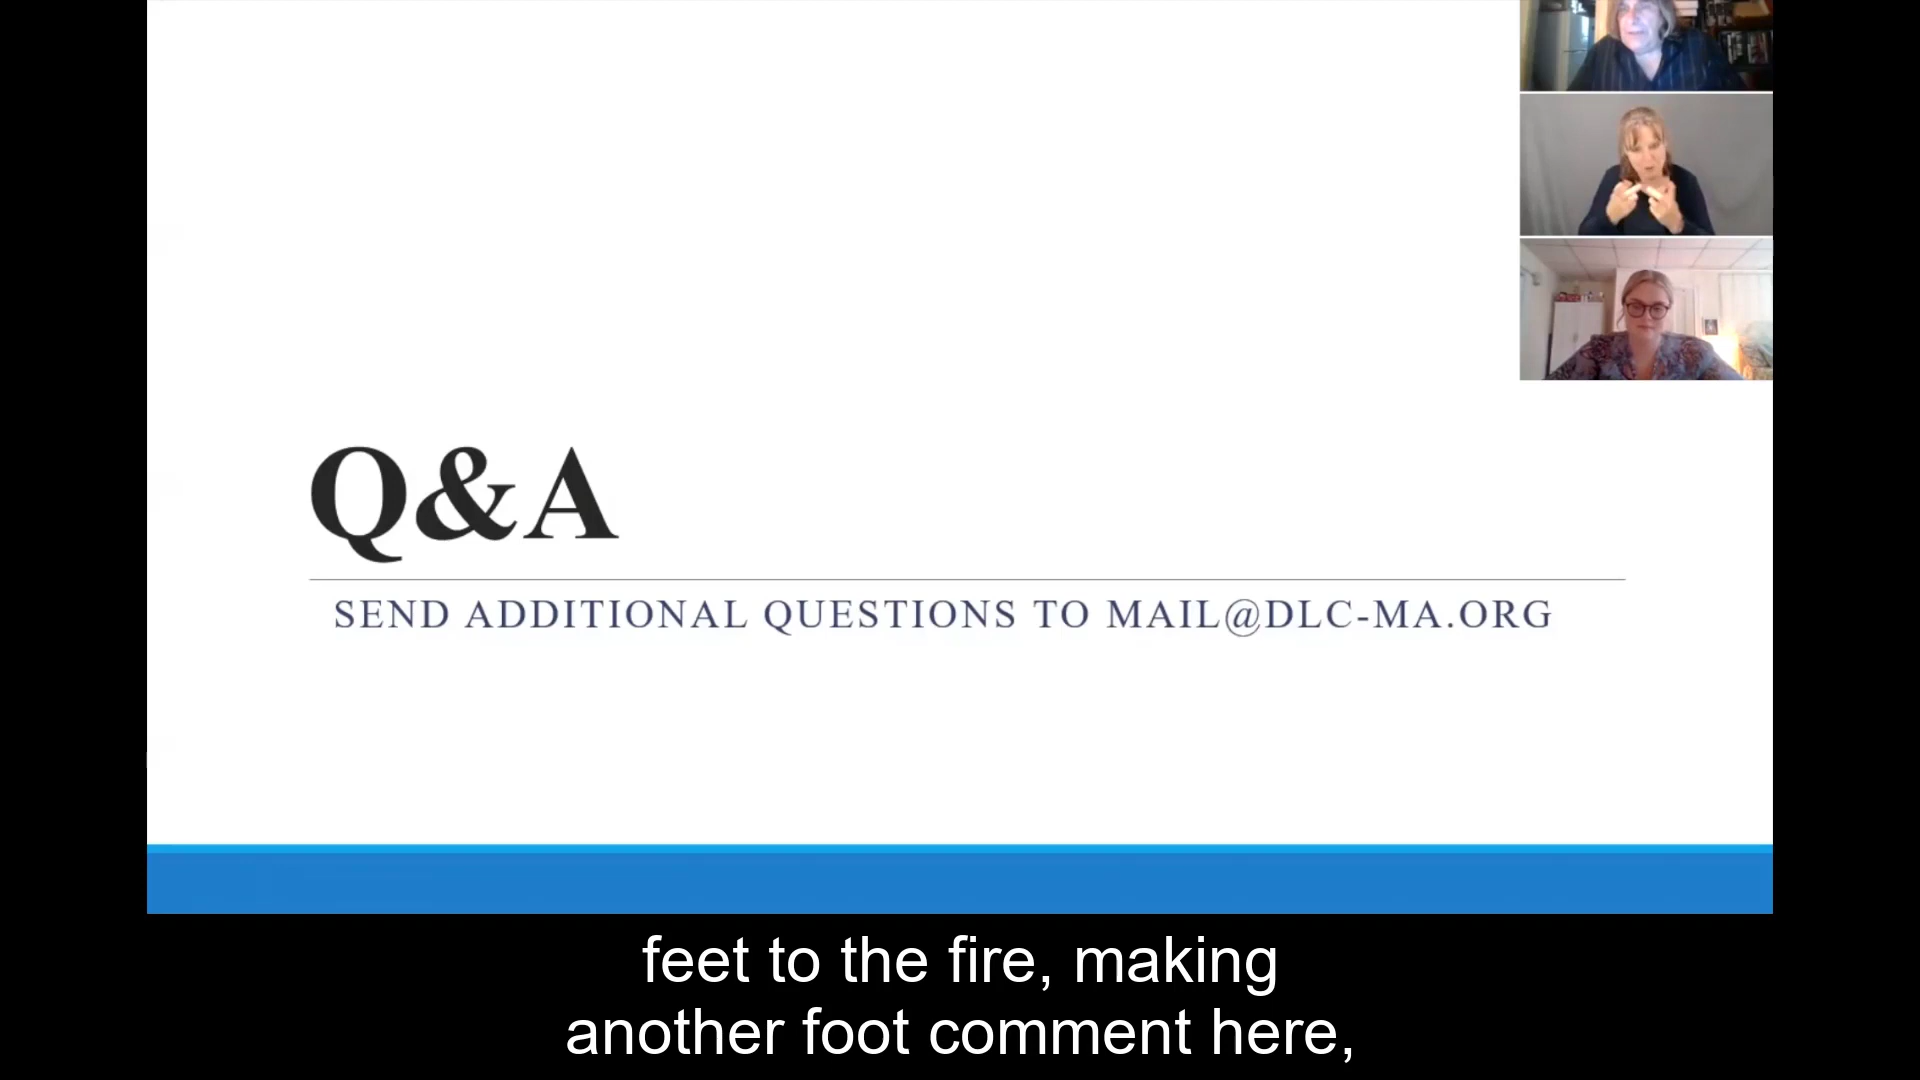 Q&A
SEND ADDITIONAL QUESTIONS TO MAIL@DLC-MA.ORG
feet to the fire, making
another foot comment here,